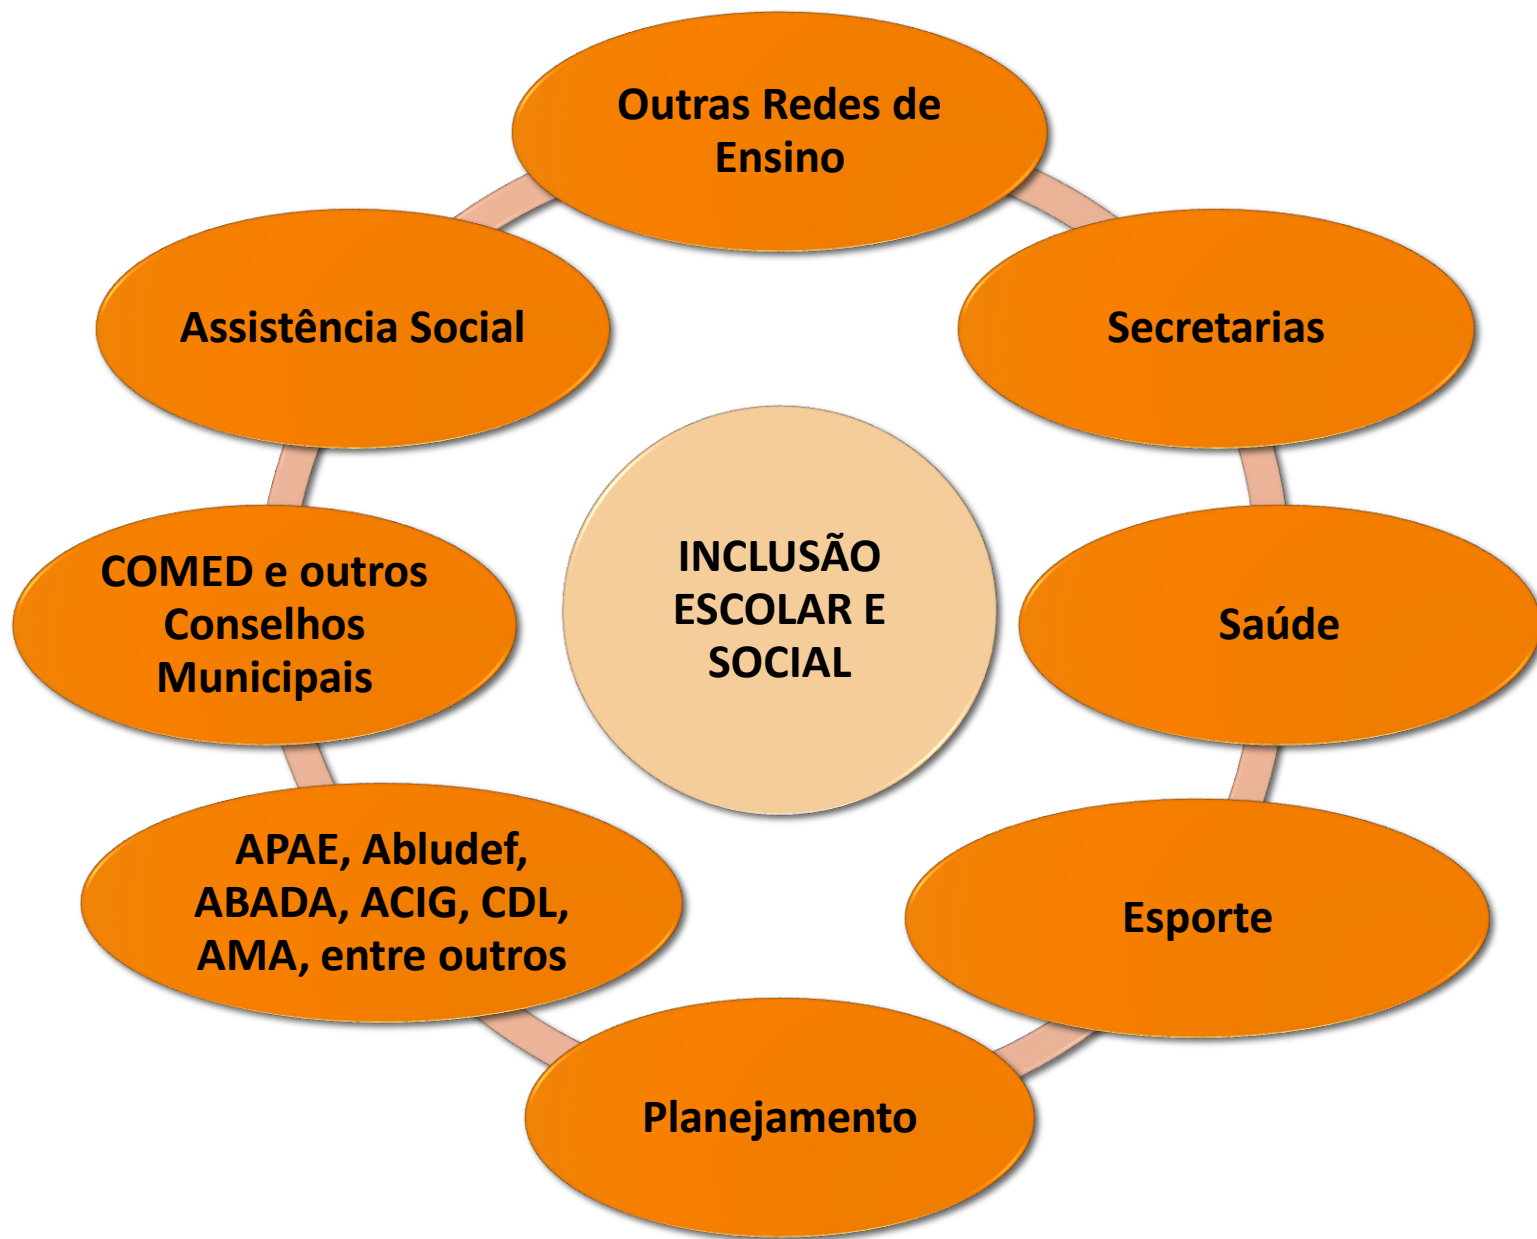 Outras Redes de
Ensino
Assistência Social
Secretarias
INCLUSÃO
ESCOLAR E
SOCIAL
COMED e outros
Conselhos
Municipais
Saúde
APAE, Abludef,
ABADA, ACIG, CDL,
AMA, entre outros
Esporte
Planejamento